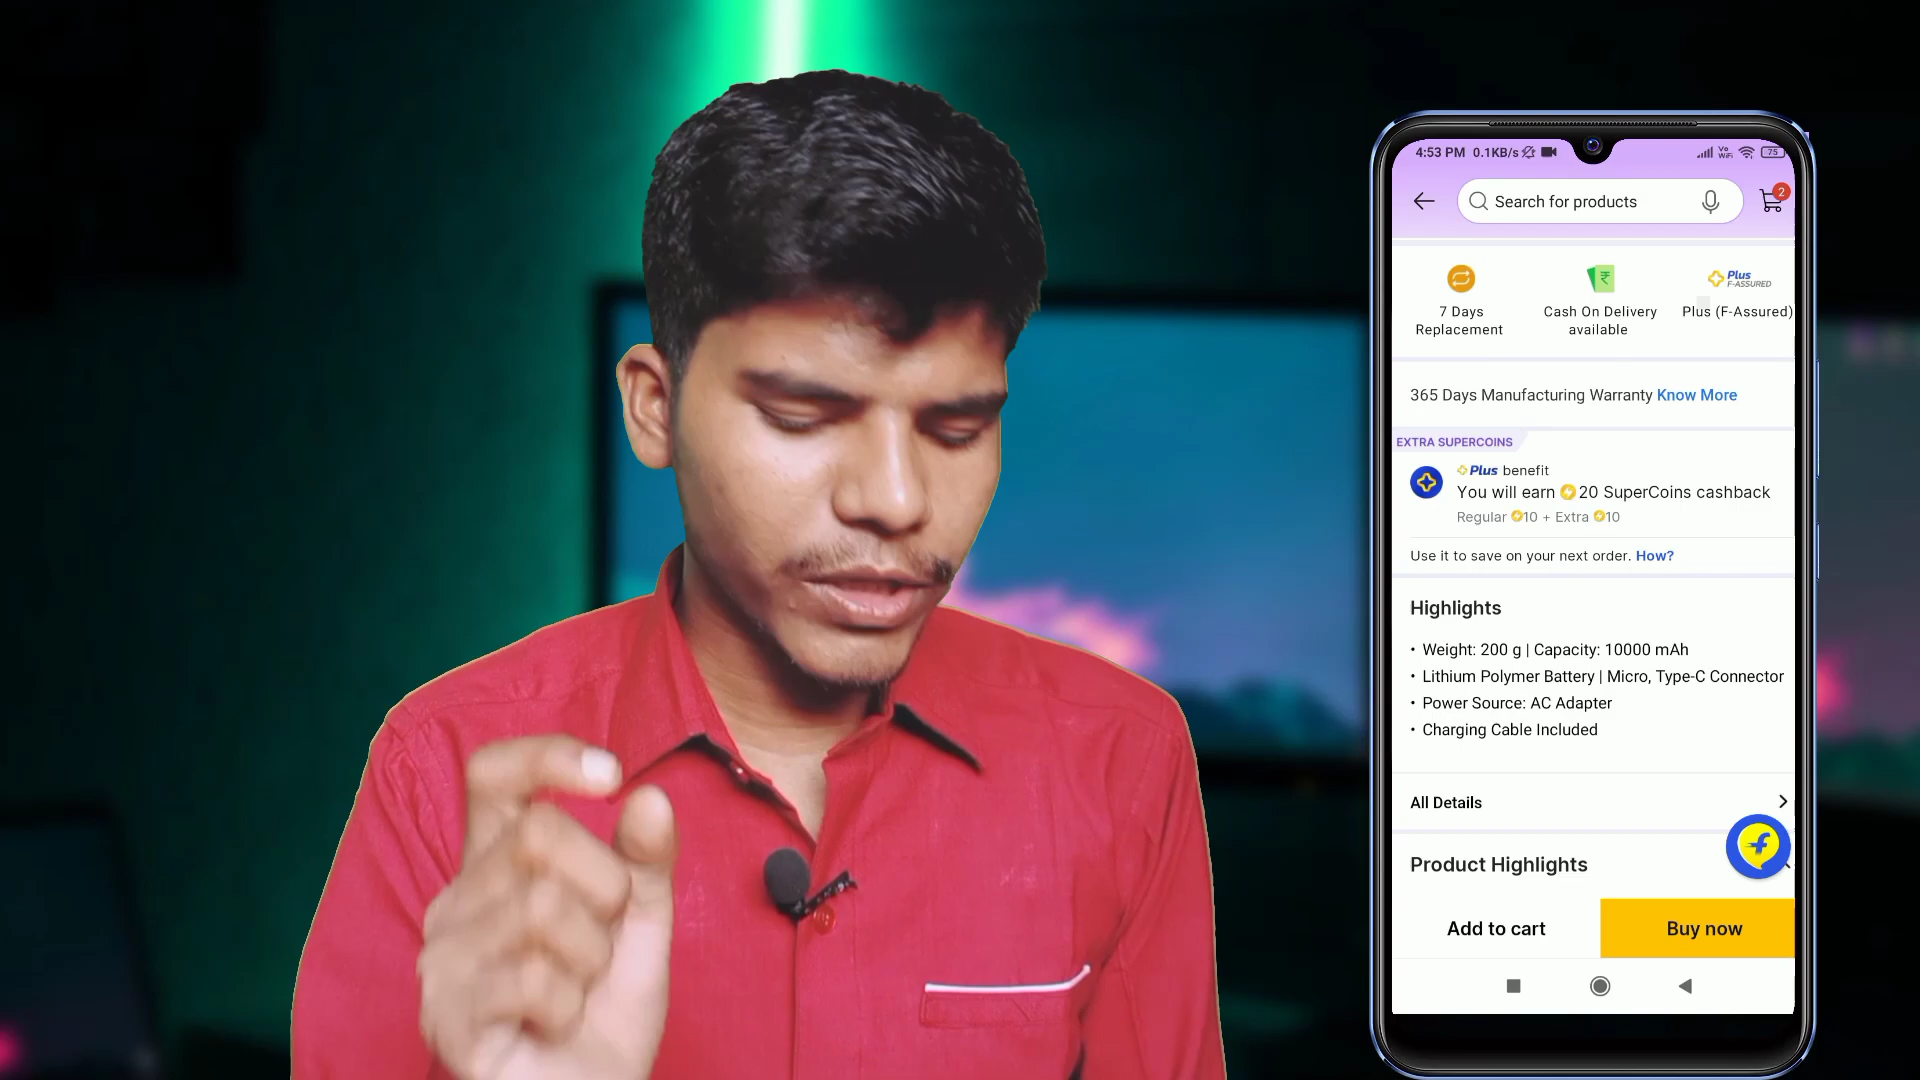 4:53 PM 0.1KB/s Vo WiFi 75
Search for products 2
Plus
F-ASSURED
7 Days Cash On Delivery Plus (F-Assured)
Replacement available
365 Days Manufacturing Warranty Know More
EXTRA SUPERCOINS
Plus benefit
You will earn 20 SuperCoins cashback
Regular 10 + Extra 10
Use it to save on your next order. How?
Highlights
• Weight: 200 g | Capacity: 10000 mAh
• Lithium Polymer Battery | Micro, Type-C Connector
• Power Source: AC Adapter
• Charging Cable Included
All Details
Product Highlights
Add to cart Buy now